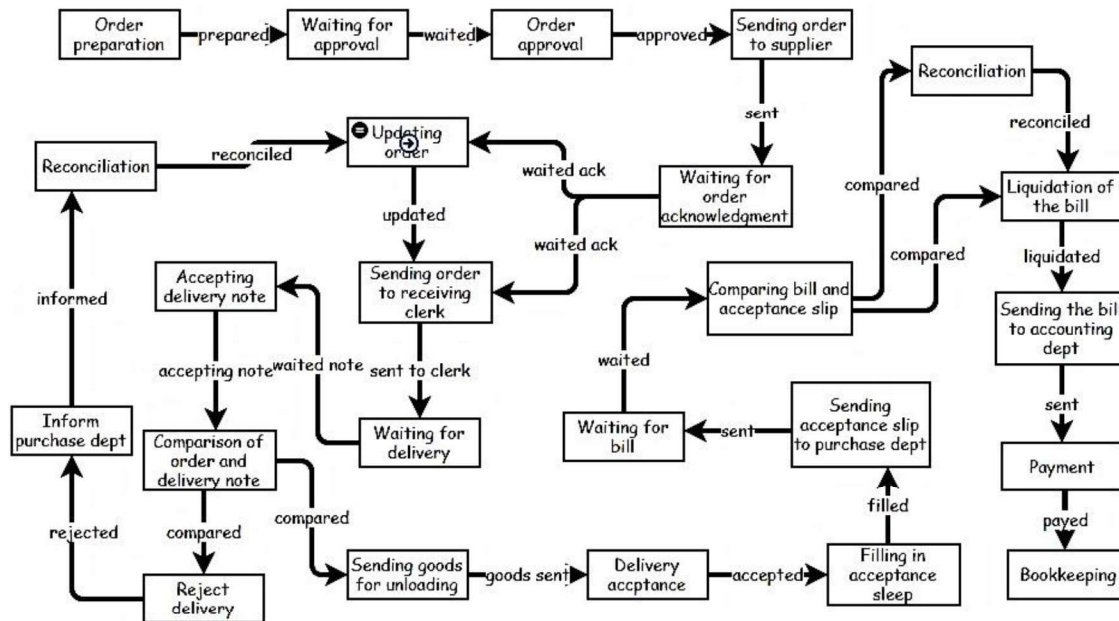 Order
preparation
prepared
Waiting for
approval
waited
Order
approval
approved
Sending order
to supplier
sent
Waiting for
order
acknowledgment
waited ack
waited ack
Updating
order
updated
Sending order
to receiving
clerk
sent to clerk
Waiting for
delivery
waited note
Accepting
delivery note
accepting note
Comparison of
order and
delivery note
compared
Reject
delivery
rejected
Inform
purchase dept
informed
Reconciliation
reconciled
compared
Sending goods
for unloading
goods sent
Delivery
accptance
accepted
Filling in
acceptance
sleep
filled
Sending
acceptance slip
to purchase dept
sent
Waiting for
bill
waited
Comparing bill and
acceptance slip
compared
compared
Reconciliation
reconciled
Liquidation of
the bill
liquidated
Sending the bill
to accounting
dept
sent
Payment
payed
Bookkeeping